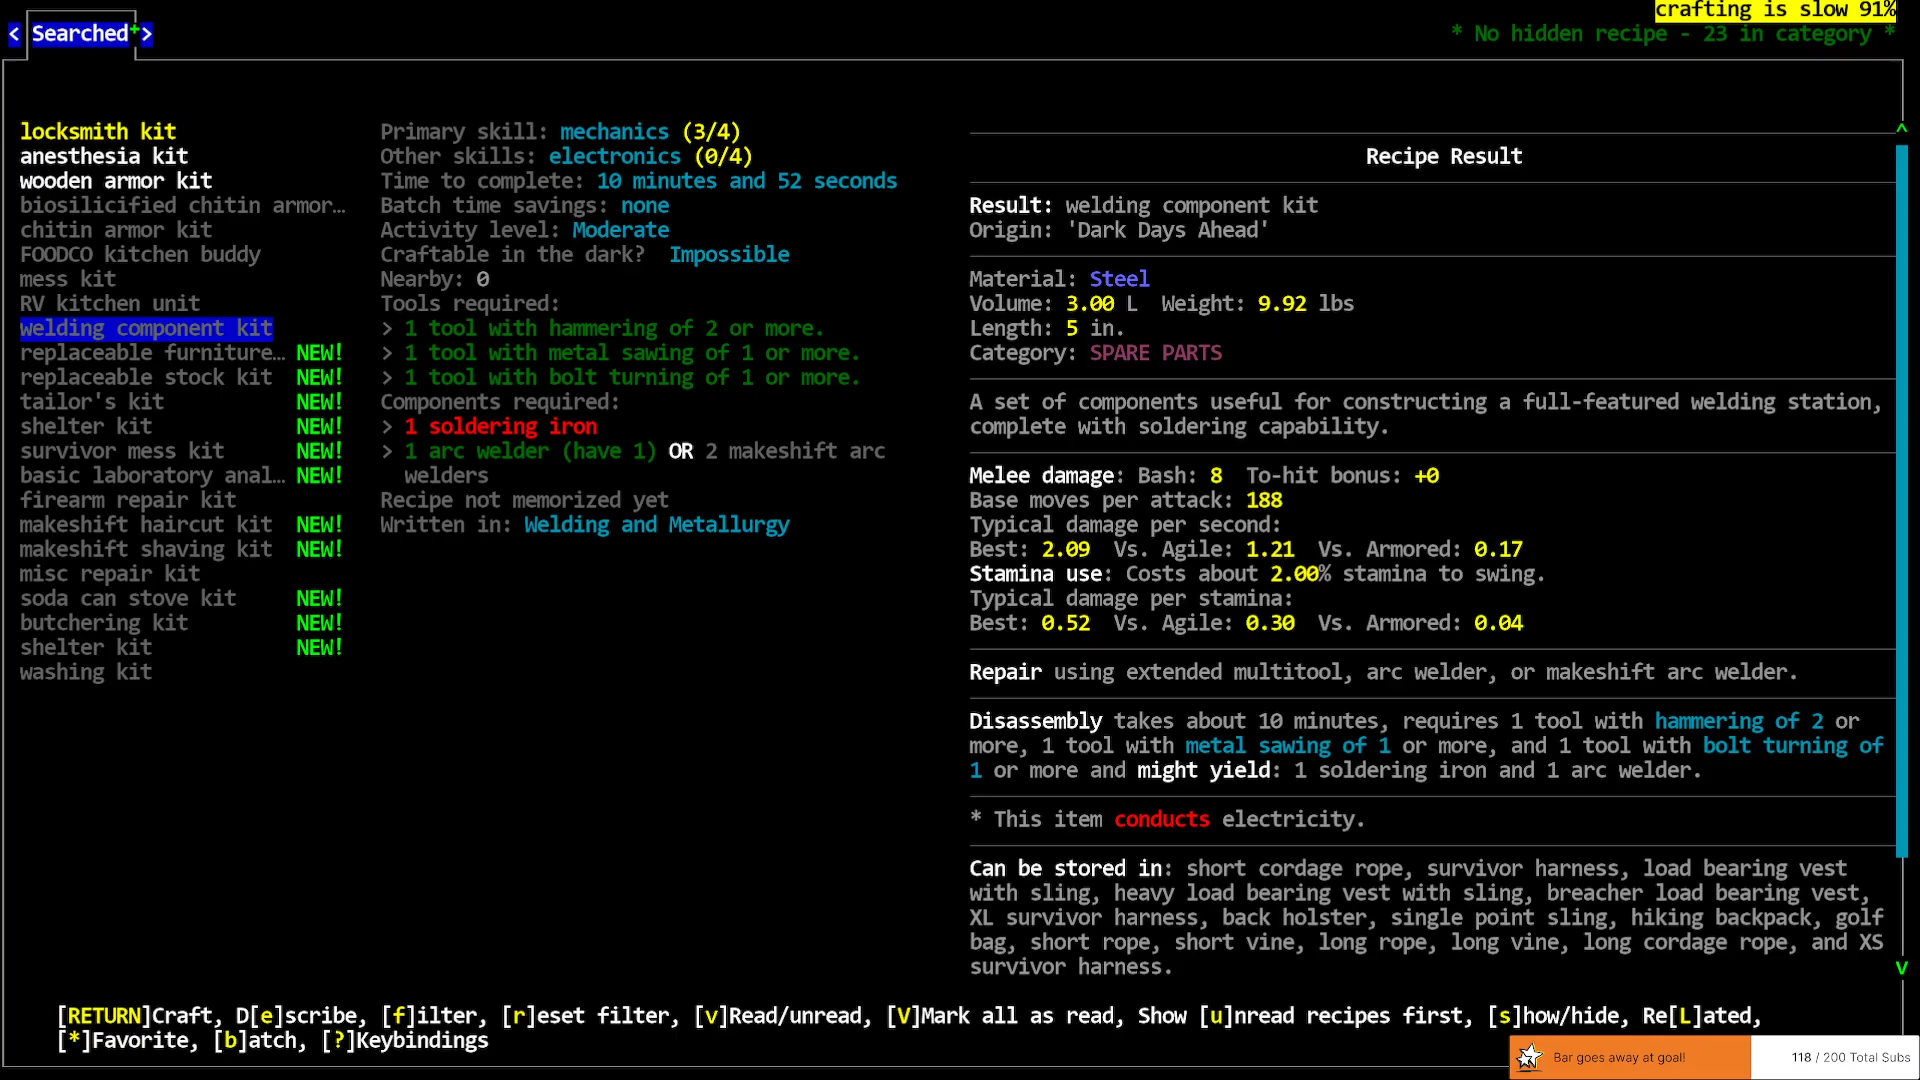 crafting is slow 91%
< Searched+>
* No hidden recipe - 23 in category *
locksmith kit
anesthesia kit
wooden armor kit
biosilicified chitin armor…
chitin armor kit
FOODCO kitchen buddy
mess kit
RV kitchen unit
welding component kit
replaceable furniture… NEW!
replaceable stock kit NEW!
tailor's kit NEW!
shelter kit NEW!
survivor mess kit NEW!
basic laboratory anal… NEW!
firearm repair kit
makeshift haircut kit NEW!
makeshift shaving kit NEW!
misc repair kit
soda can stove kit NEW!
butchering kit NEW!
shelter kit NEW!
washing kit
Primary skill: mechanics (3/4)
Other skills: electronics (0/4)
Time to complete: 10 minutes and 52 seconds
Batch time savings: none
Activity level: Moderate
Craftable in the dark? Impossible
Nearby: 0
Tools required:
> 1 tool with hammering of 2 or more.
> 1 tool with metal sawing of 1 or more.
> 1 tool with bolt turning of 1 or more.
Components required:
> 1 soldering iron
> 1 arc welder (have 1) OR 2 makeshift arc
welders
Recipe not memorized yet
Written in: Welding and Metallurgy
Recipe Result
Result: welding component kit
Origin: 'Dark Days Ahead'
Material: Steel
Volume: 3.00 L Weight: 9.92 lbs
Length: 5 in.
Category: SPARE PARTS
A set of components useful for constructing a full-featured welding station,
complete with soldering capability.
Melee damage: Bash: 8 To-hit bonus: +0
Base moves per attack: 188
Typical damage per second:
Best: 2.09 Vs. Agile: 1.21 Vs. Armored: 0.17
Stamina use: Costs about 2.00% stamina to swing.
Typical damage per stamina:
Best: 0.52 Vs. Agile: 0.30 Vs. Armored: 0.04
Repair using extended multitool, arc welder, or makeshift arc welder.
Disassembly takes about 10 minutes, requires 1 tool with hammering of 2 or
more, 1 tool with metal sawing of 1 or more, and 1 tool with bolt turning of
1 or more and might yield: 1 soldering iron and 1 arc welder.
* This item conducts electricity.
Can be stored in: short cordage rope, survivor harness, load bearing vest
with sling, heavy load bearing vest with sling, breacher load bearing vest,
XL survivor harness, back holster, single point sling, hiking backpack, golf
bag, short rope, short vine, long rope, long vine, long cordage rope, and XS
survivor harness.
[RETURN]Craft, D[e]scribe, [f]ilter, [r]eset filter, [v]Read/unread, [V]Mark all as read, Show [u]nread recipes first, [s]how/hide, Re[L]ated,
[*]Favorite, [b]atch, [?]Keybindings
Bar goes away at goal!
118 / 200 Total Subs